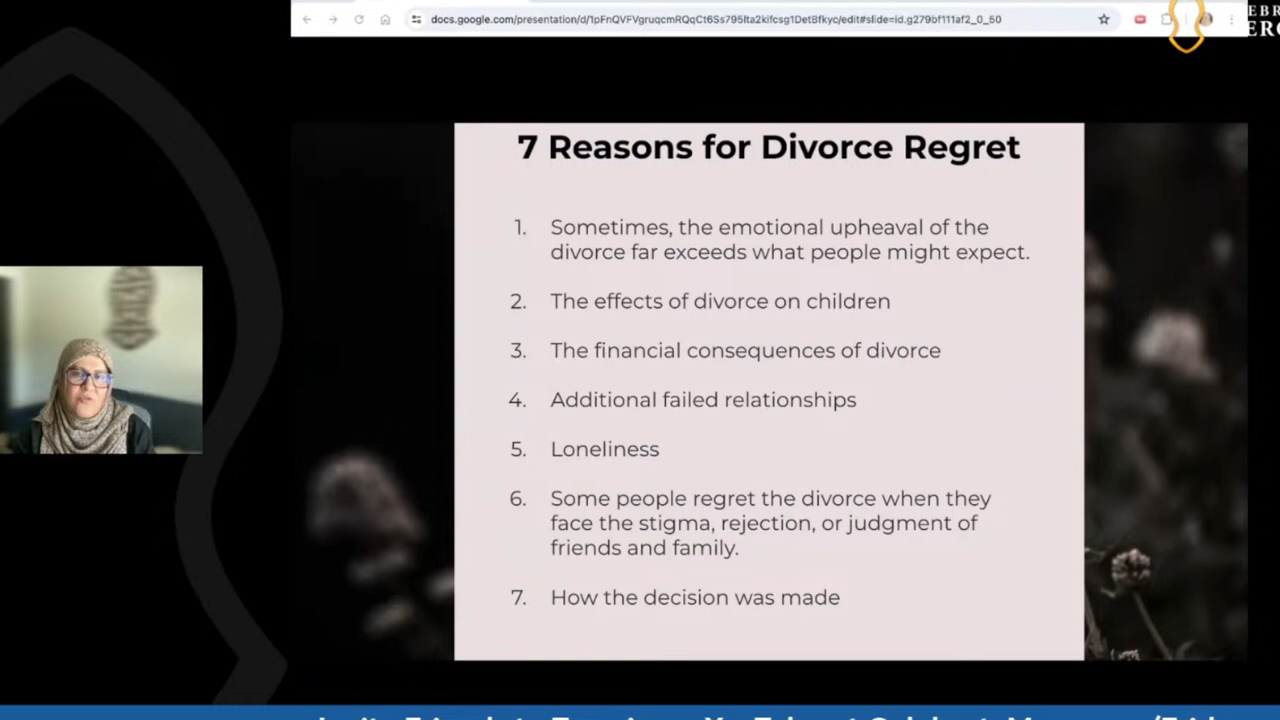 docs.google.com/presentation/d/1pFnQVFVgruqcmRQqCt6Ss795lta2kifcsg1DetBfkyc/edit#slide=id.g279bf111af2_0_50
7 Reasons for Divorce Regret
1. Sometimes, the emotional upheaval of the
divorce far exceeds what people might expect.
2. The effects of divorce on children
3. The financial consequences of divorce
4. Additional failed relationships
5. Loneliness
6. Some people regret the divorce when they
face the stigma, rejection, or judgment of
friends and family.
7. How the decision was made